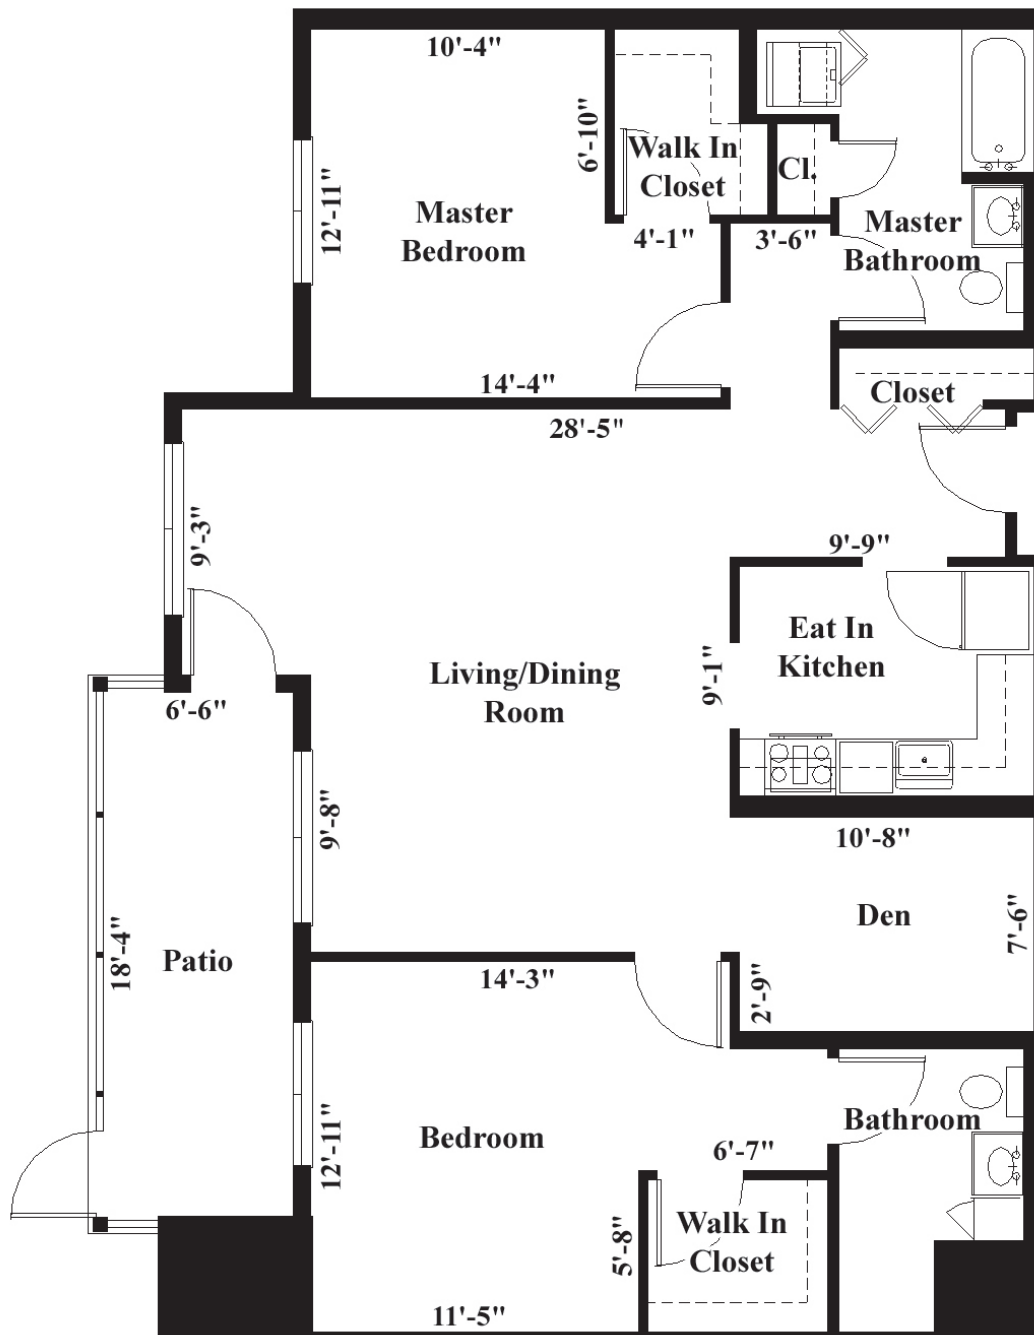 10'-4"
6'-10"
Walk In
Closet
Cl.
12'-11"
Master
Bedroom
4'-1"
3'-6"
Master
Bathroom
14'-4"
Closet
28'-5"
9'-3"
9'-9"
Eat In
Kitchen
Living/Dining
Room
9'-1"
6'-6"
9'-8"
10'-8"
Den
7'-6"
18'-4"
Patio
14'-3"
2'-9"
12'-11"
Bedroom
Bathroom
6'-7"
5'-8"
Walk In
Closet
11'-5"